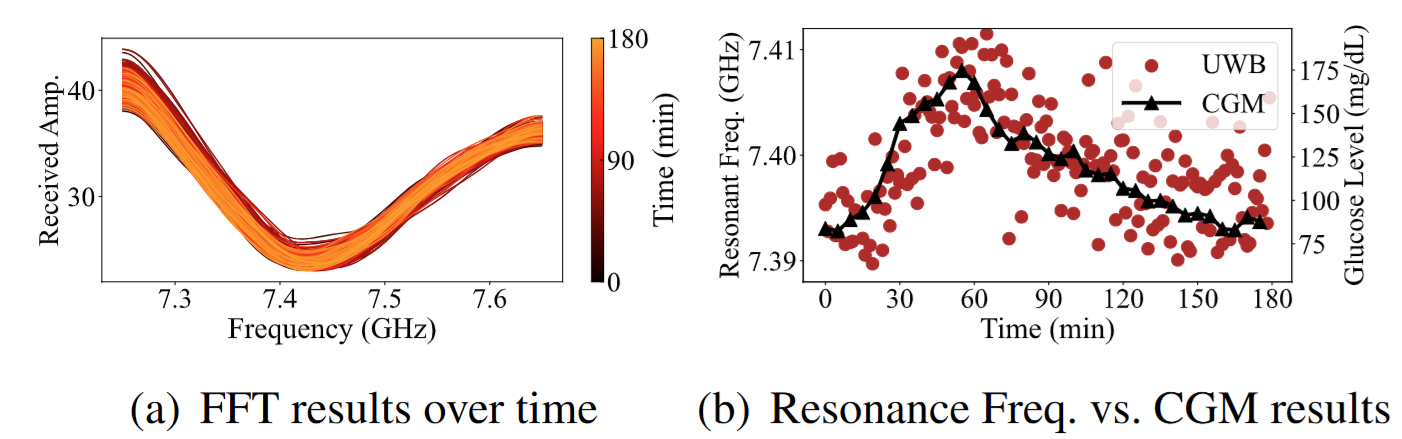 Received Amp.
40
30
7.3 7.4 7.5 7.6
Frequency (GHz)
180
90
0
Time (min)
(a) FFT results over time
Resonant Freq. (GHz)
7.41
7.40
7.39
UWB
CGM
0 30 60 90 120 150 180
Time (min)
175
150
125
100
75
Glucose Level (mg/dL)
(b) Resonance Freq. vs. CGM results